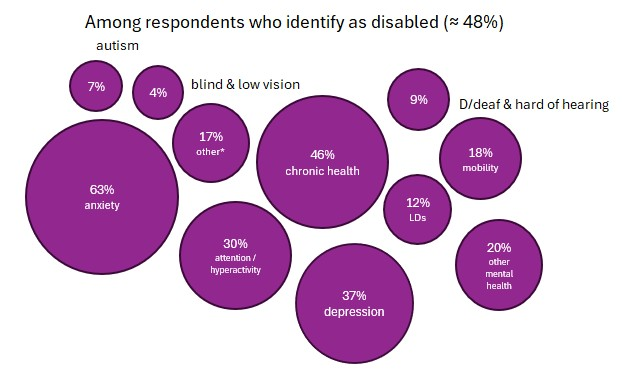 Among respondents who identify as disabled (≈ 48%)
autism
7%
4%
blind & low vision
9%
D/deaf & hard of hearing
17%
other*
46%
chronic health
18%
mobility
63%
anxiety
12%
LDs
30%
attention /
hyperactivity
20%
other
mental
health
37%
depression